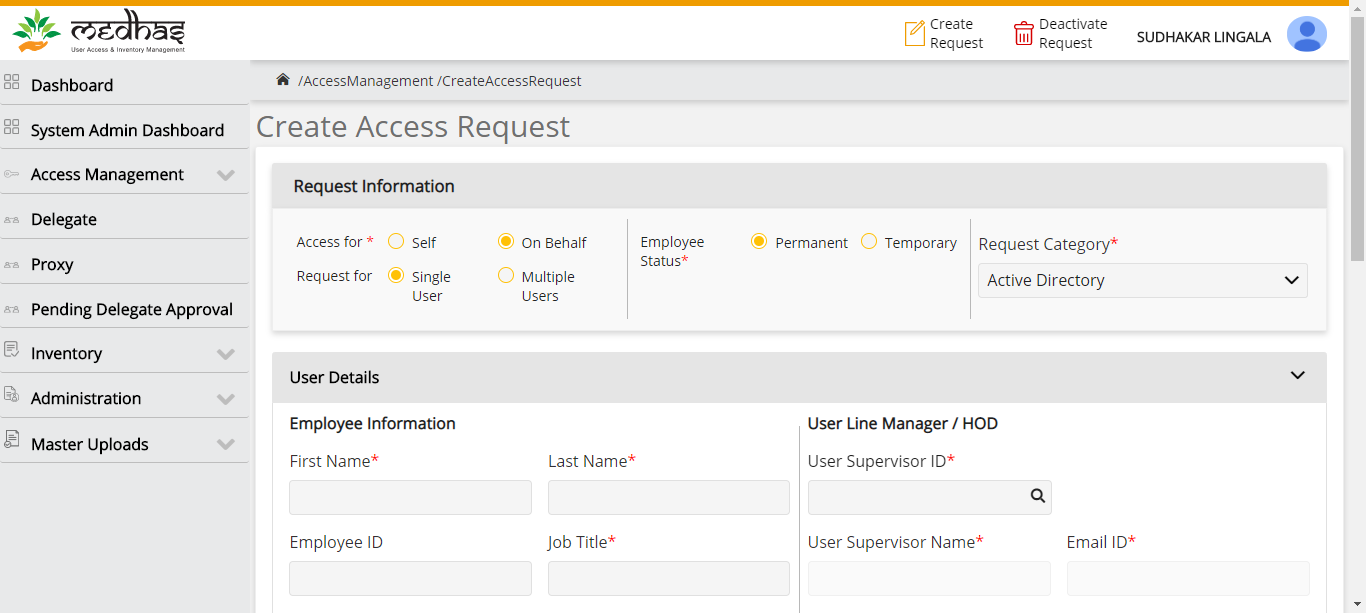 medhas
User Access & Inventory Management
Create
Request
Deactivate
Request
SUDHAKAR LINGALA
Dashboard
System Admin Dashboard
Access Management
Delegate
Proxy
Pending Delegate Approval
Inventory
Administration
Master Uploads
/AccessManagement /CreateAccessRequest
Create Access Request
Request Information
Access for * Self On Behalf
Request for Single
User
Multiple
Users
Employee
Status*
Permanent Temporary
Request Category*
Active Directory
User Details
Employee Information
First Name* Last Name*
Employee ID Job Title*
User Line Manager / HOD
User Supervisor ID*
User Supervisor Name* Email ID*